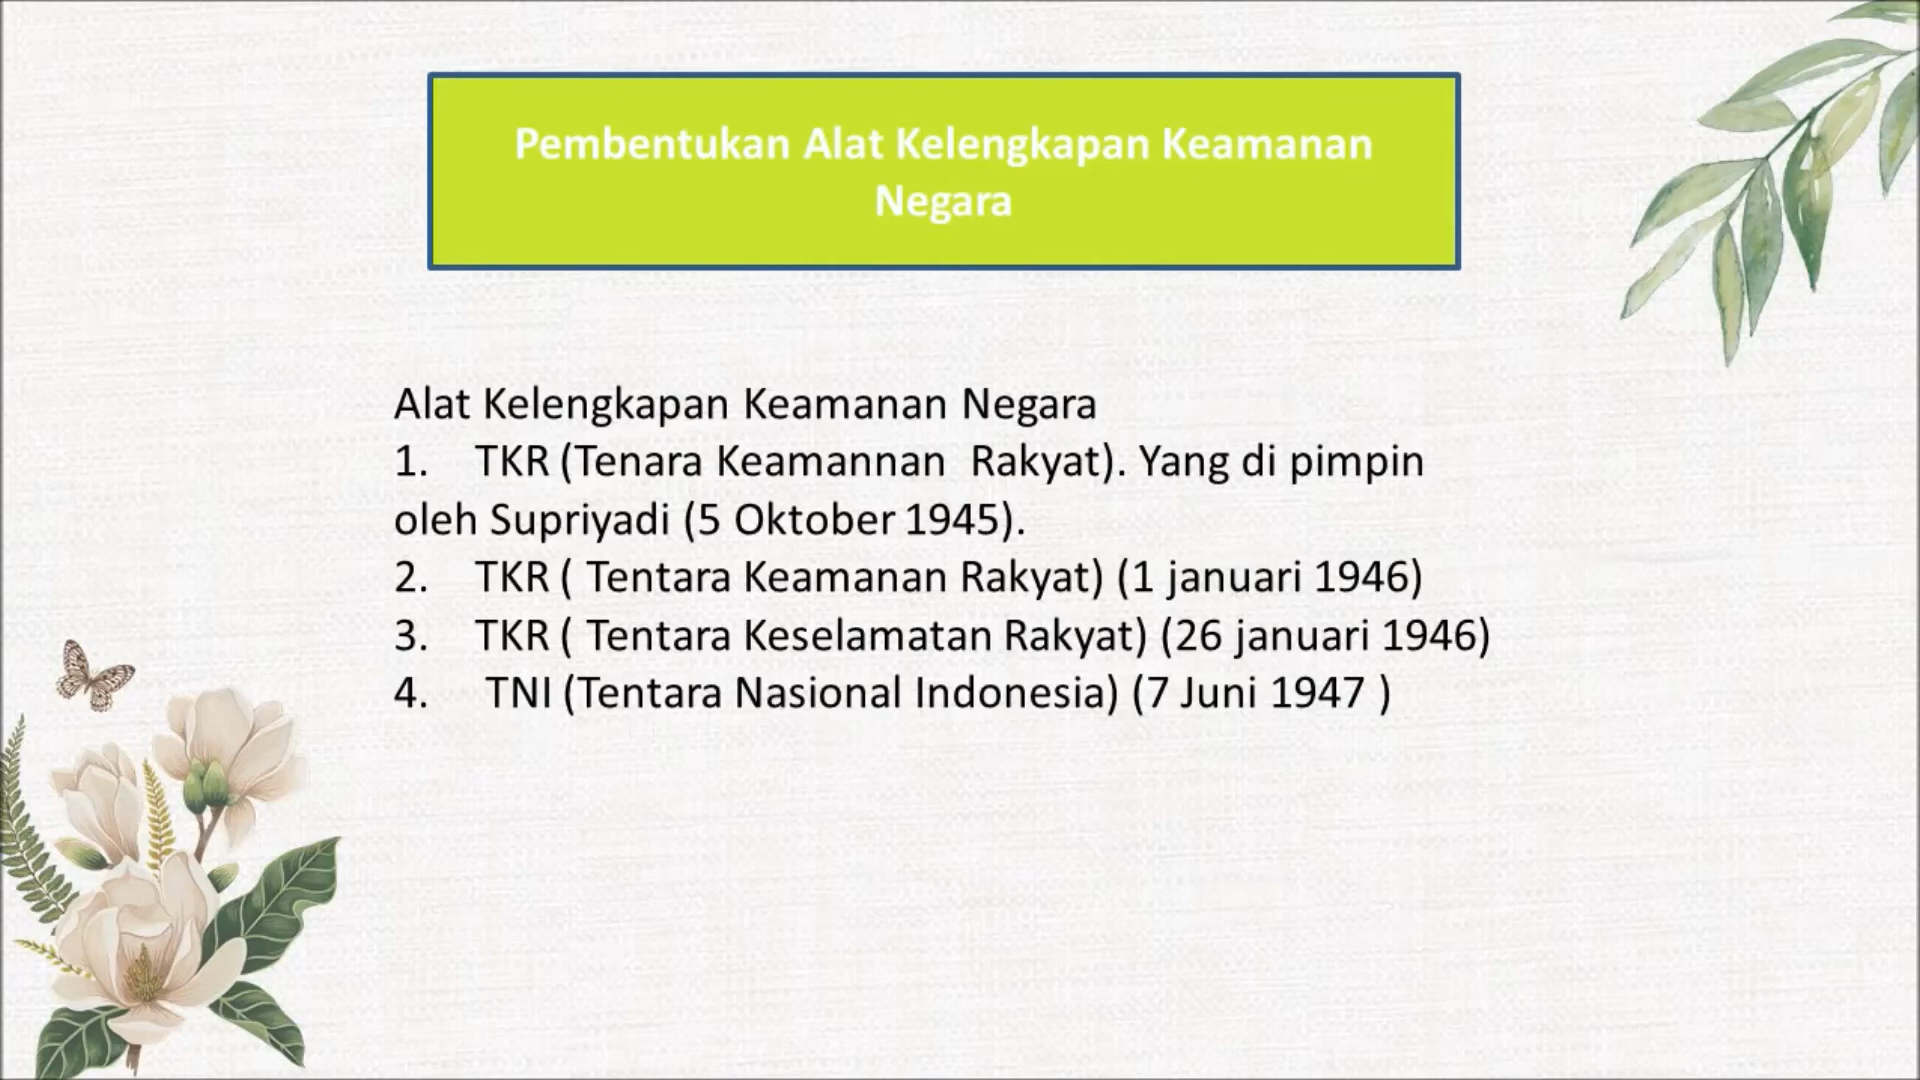 Pembentukan Alat Kelengkapan Keamanan
Negara
Alat Kelengkapan Keamanan Negara
1. TKR (Tenara Keamannan Rakyat). Yang di pimpin
oleh Supriyadi (5 Oktober 1945).
2. TKR ( Tentara Keamanan Rakyat) (1 januari 1946)
3. TKR ( Tentara Keselamatan Rakyat) (26 januari 1946)
4. TNI (Tentara Nasional Indonesia) (7 Juni 1947 )